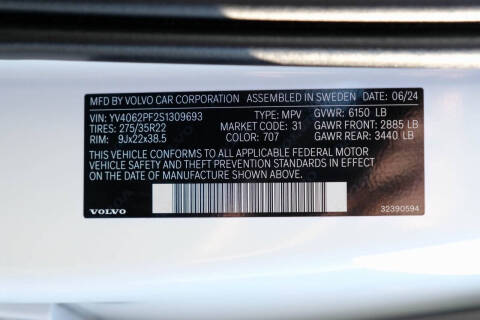 MFD BY VOLVO CAR CORPORATION ASSEMBLED IN SWEDEN DATE: 06/24
VIN: YV4062PF2S1309693 TYPE: MPV GVWR: 6150 LB
TIRES: 275/35R22 MARKET CODE: 31 GAWR FRONT: 2885 LB
RIM: 9JX22x38.5 COLOR: 707 GAWR REAR: 3440 LB
THIS VEHICLE CONFORMS TO ALL APPLICABLE FEDERAL MOTOR
VEHICLE SAFETY AND THEFT PREVENTION STANDARDS IN EFFECT
ON THE DATE OF MANUFACTURE SHOWN ABOVE.
VOLVO 32390594